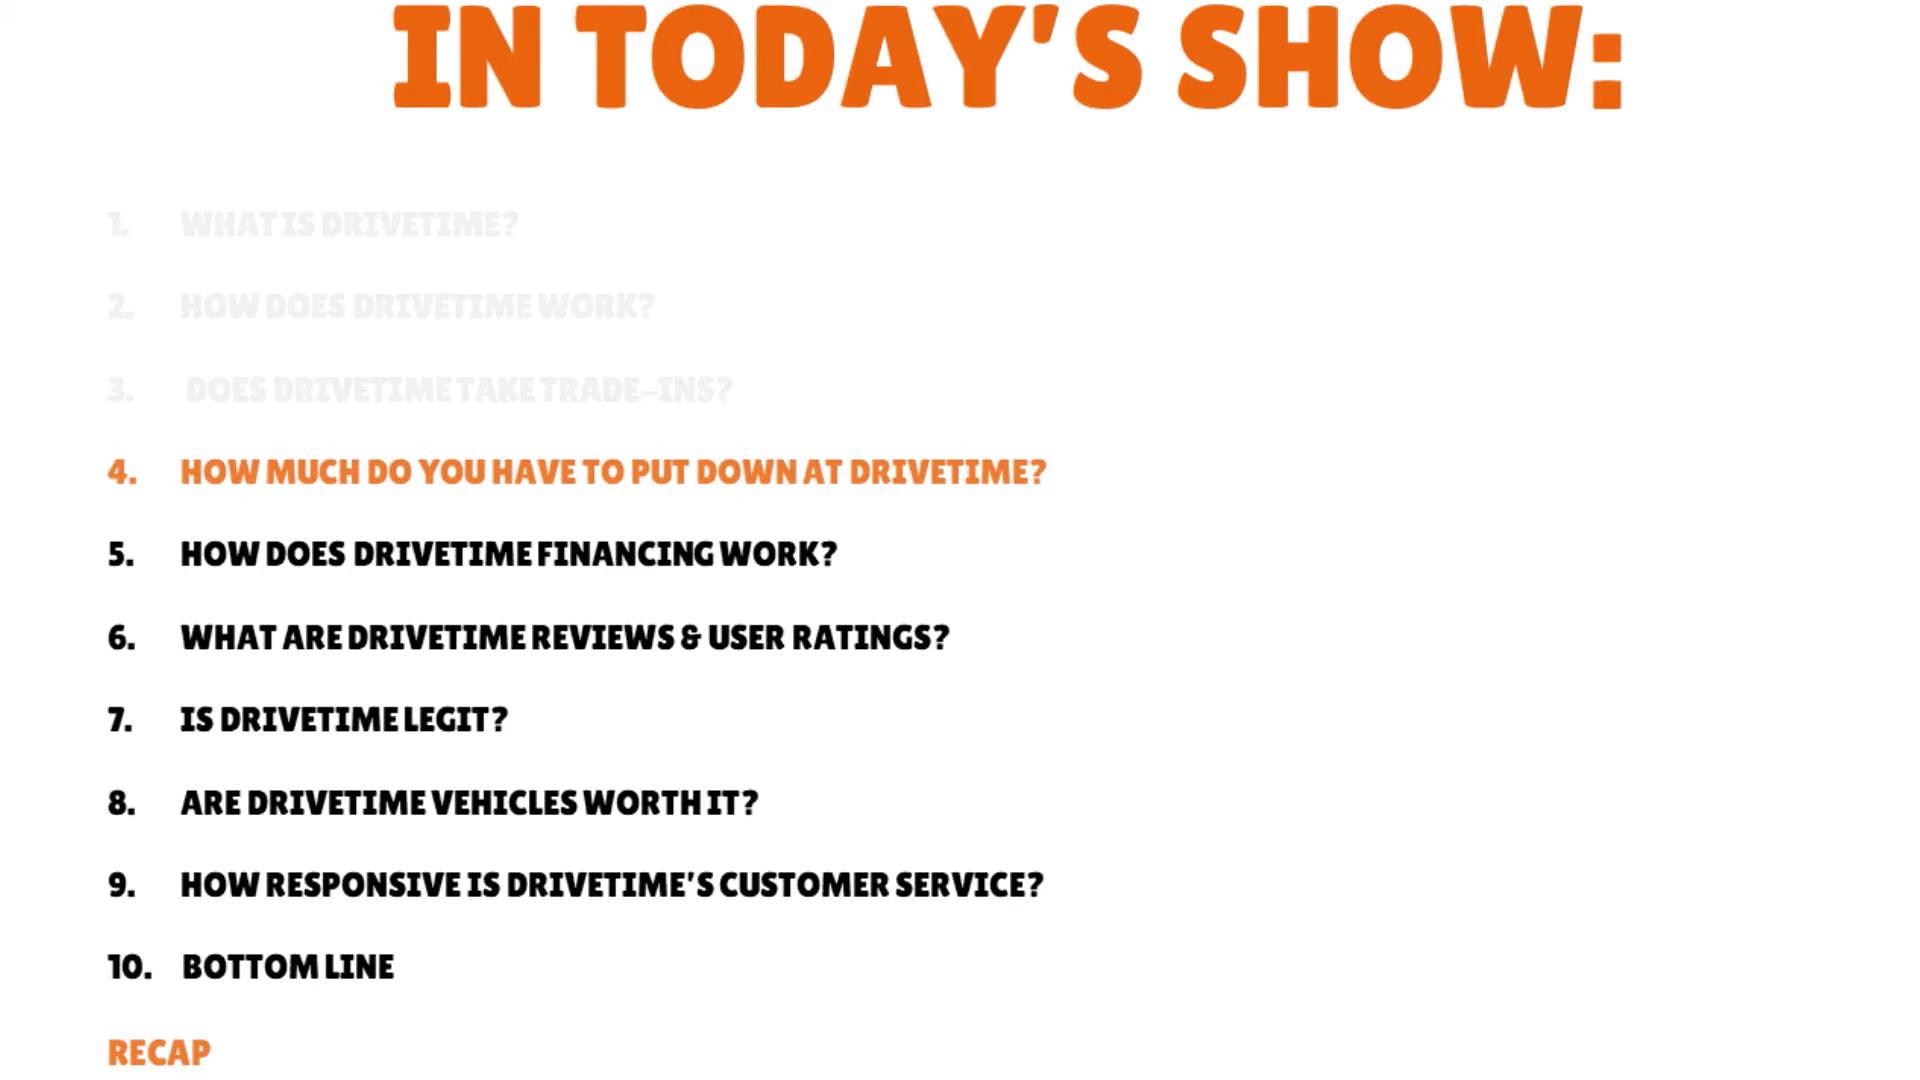 IN TODAY'S SHOW:
1. WHAT IS DRIVETIME?
2. HOW DOES DRIVETIME WORK?
3. DOES DRIVETIME TAKE TRADE-INS?
4. HOW MUCH DO YOU HAVE TO PUT DOWN AT DRIVETIME?
5. HOW DOES DRIVETIME FINANCING WORK?
6. WHAT ARE DRIVETIME REVIEWS & USER RATINGS?
7. IS DRIVETIME LEGIT?
8. ARE DRIVETIME VEHICLES WORTH IT?
9. HOW RESPONSIVE IS DRIVETIME'S CUSTOMER SERVICE?
10. BOTTOM LINE
RECAP